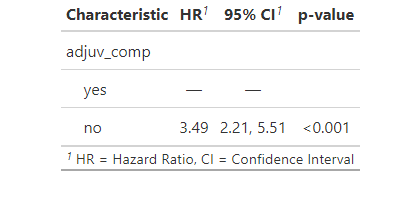 Characteristic HR¹ 95% CI¹ p-value
adjuv_comp
yes — —
no 3.49 2.21, 5.51 <0.001
¹ HR = Hazard Ratio, CI = Confidence Interval